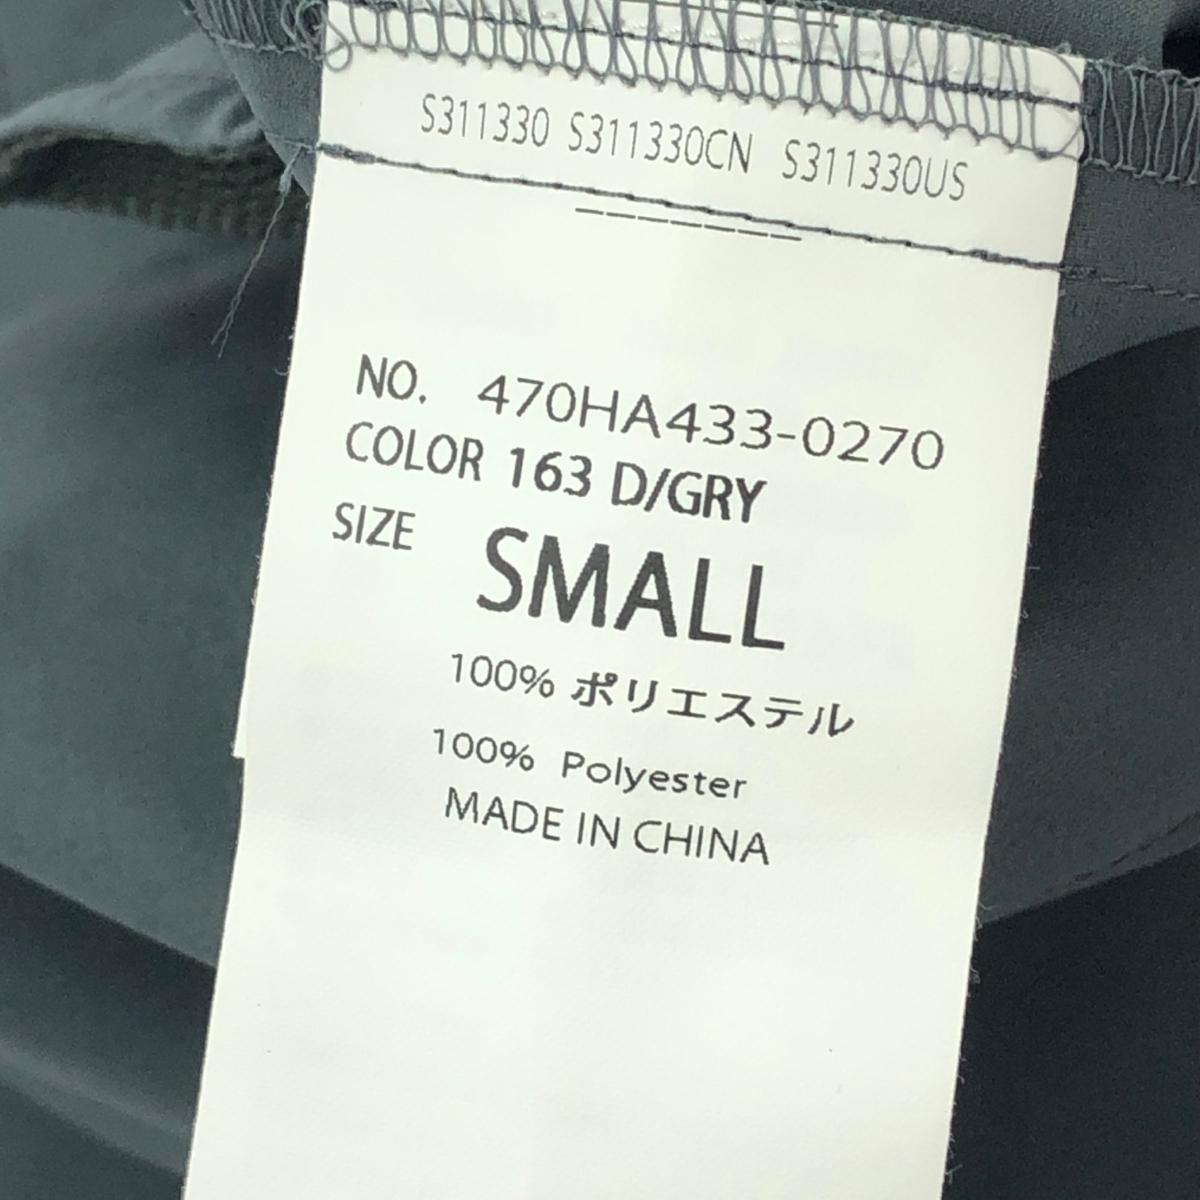 S311330 S311330CN S311330US
--------
NO. 470HA433-0270
COLOR 163 D/GRY
SIZE SMALL
100% ポリエステル
100% Polyester
MADE IN CHINA